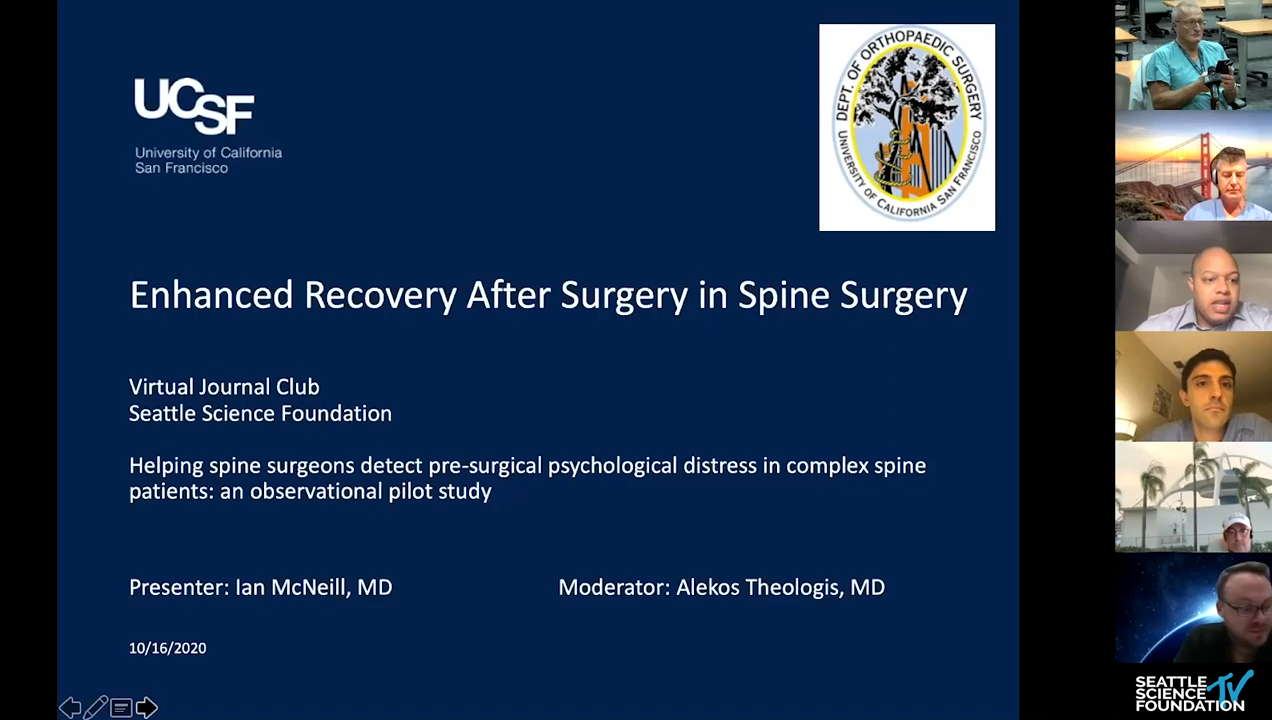 UCSF
University of California
San Francisco
DEPT. OF ORTHOPAEDIC SURGERY
UNIVERSITY OF CALIFORNIA SAN FRANCISCO
Enhanced Recovery After Surgery in Spine Surgery
Virtual Journal Club
Seattle Science Foundation
Helping spine surgeons detect pre-surgical psychological distress in complex spine
patients: an observational pilot study
Presenter: Ian McNeill, MD
Moderator: Alekos Theologis, MD
10/16/2020
SEATTLE
SCIENCE
FOUNDATION
TV